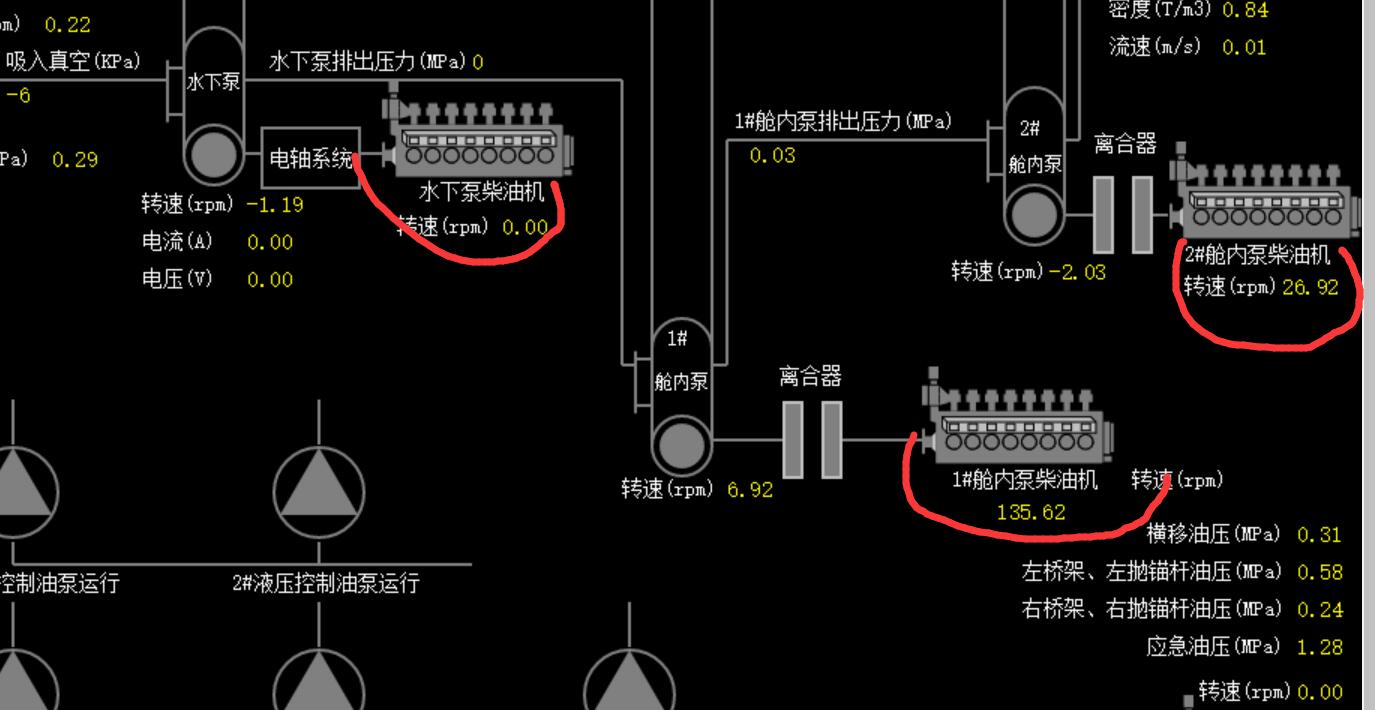 pm) 0.22
密度(T/m3) 0.84
流速(m/s) 0.01
吸入真空(KPa)
-6
水下泵
水下泵排出压力(MPa) 0
1#舱内泵排出压力(MPa)
0.03
2#
舱内泵
离合器
Pa) 0.29
电轴系统
水下泵柴油机
转速(rpm) 0.00
转速(rpm) -1.19
电流(A) 0.00
电压(V) 0.00
转速(rpm) -2.03
2#舱内泵柴油机
转速(rpm) 26.92
1#
舱内泵
离合器
转速(rpm) 6.92
1#舱内泵柴油机 转速(rpm)
135.62
横移油压(MPa) 0.31
左桥架、左抛锚杆油压(MPa) 0.58
右桥架、右抛锚杆油压(MPa) 0.24
应急油压(MPa) 1.28
转速(rpm) 0.00
控制油泵运行
2#液压控制油泵运行